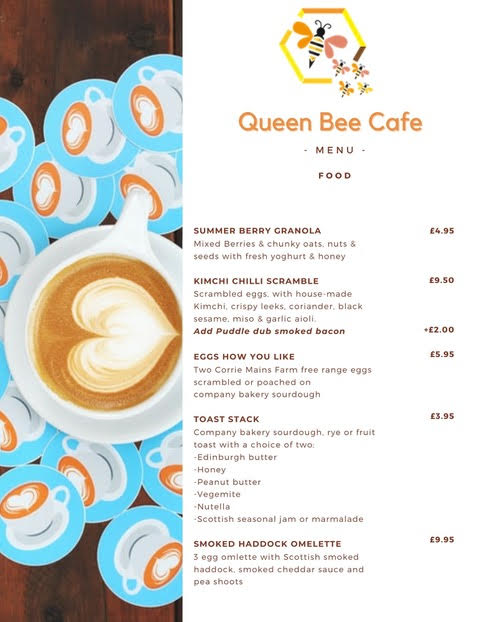 Queen Bee Cafe
- MENU -
FOOD
SUMMER BERRY GRANOLA £4.95
Mixed Berries & chunky oats, nuts &
seeds with fresh yoghurt & honey
KIMCHI CHILLI SCRAMBLE £9.50
Scrambled eggs, with house-made
Kimchi, crispy leeks, coriander, black
sesame, miso & garlic aioli.
Add Puddle dub smoked bacon +£2.00
EGGS HOW YOU LIKE £5.95
Two Corrie Mains Farm free range eggs
scrambled or poached on
company bakery sourdough
TOAST STACK £3.95
Company bakery sourdough, rye or fruit
toast with a choice of two:
-Edinburgh butter
-Honey
-Peanut butter
-Vegemite
-Nutella
-Scottish seasonal jam or marmalade
SMOKED HADDOCK OMELETTE £9.95
3 egg omlette with Scottish smoked
haddock, smoked cheddar sauce and
pea shoots